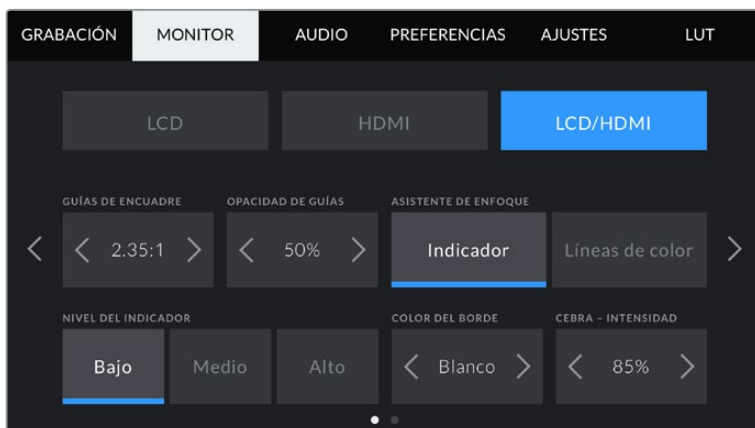 GRABACIÓN MONITOR AUDIO PREFERENCIAS AJUSTES LUT
LCD HDMI LCD/HDMI
GUÍAS DE ENCUADRE OPACIDAD DE GUÍAS ASISTENTE DE ENFOQUE
2.35:1 50% Indicador Líneas de color
NIVEL DEL INDICADOR COLOR DEL BORDE CEBRA – INTENSIDAD
Bajo Medio Alto Blanco 85%